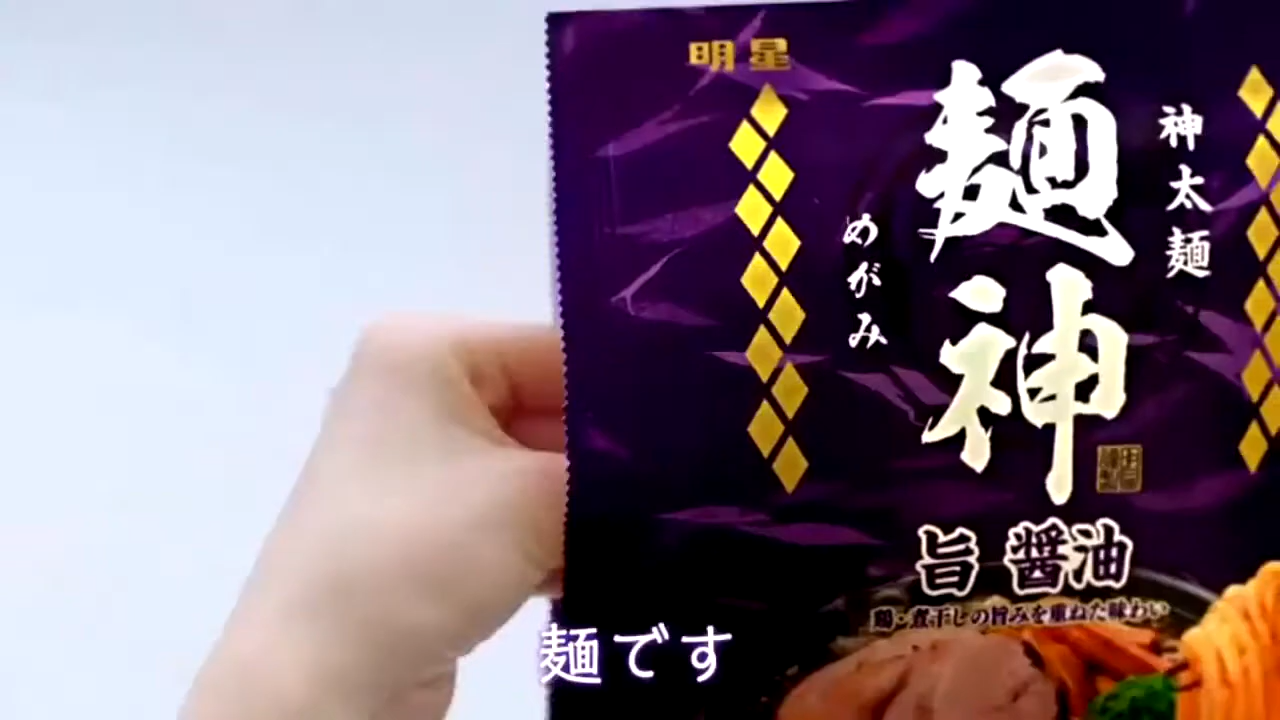 明星
麺神
めがみ
神太麺
旨 醤油
鶏・煮干しの旨みを重ねた味わい
麺です